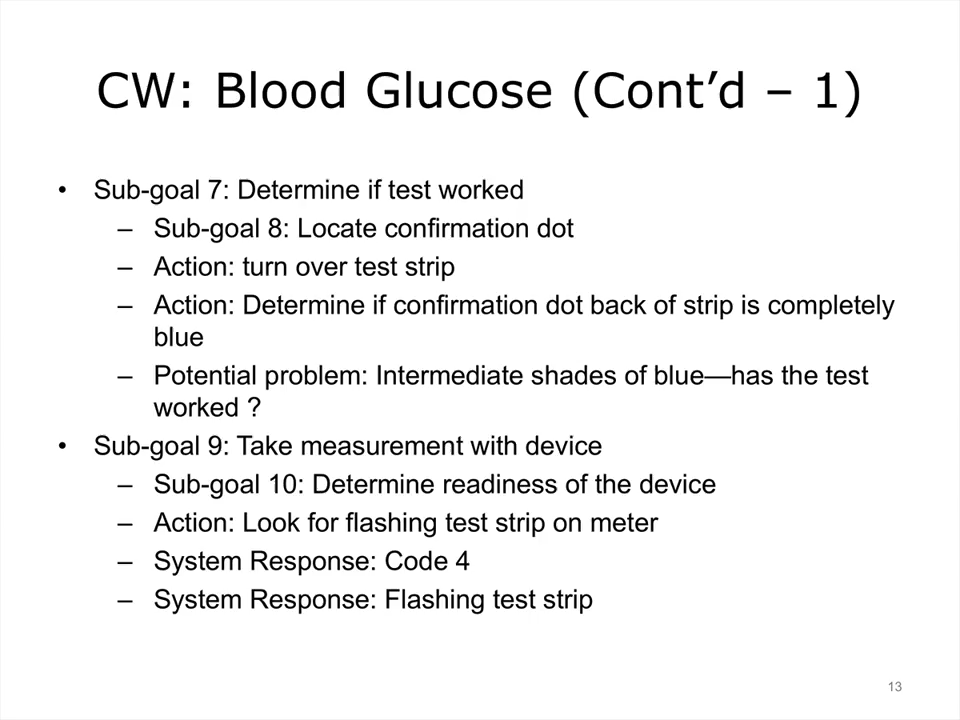 CW: Blood Glucose (Cont’d – 1)
• Sub-goal 7: Determine if test worked
– Sub-goal 8: Locate confirmation dot
– Action: turn over test strip
– Action: Determine if confirmation dot back of strip is completely
blue
– Potential problem: Intermediate shades of blue—has the test
worked ?
• Sub-goal 9: Take measurement with device
– Sub-goal 10: Determine readiness of the device
– Action: Look for flashing test strip on meter
– System Response: Code 4
– System Response: Flashing test strip
13